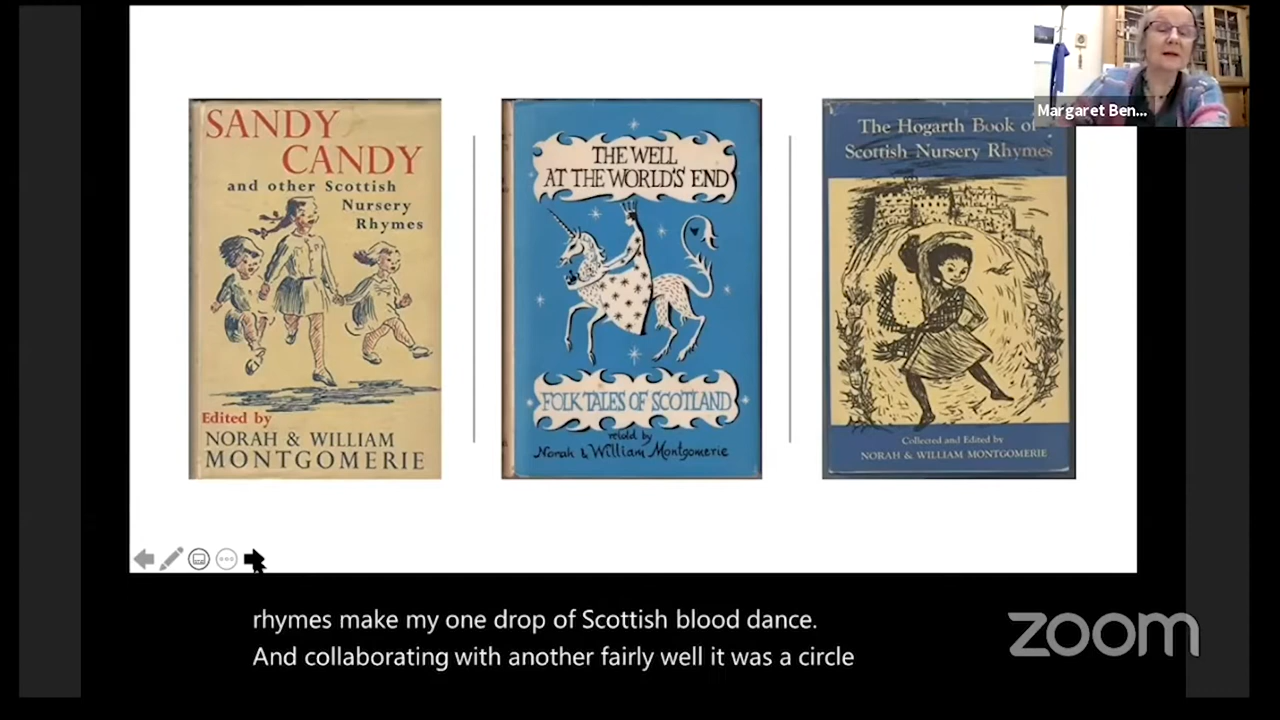 SANDY
CANDY
and other Scottish
Nursery
Rhymes
Edited by
NORAH & WILLIAM
MONTGOMERIE
THE WELL
AT THE WORLD'S END
FOLK TALES OF SCOTLAND
retold by
Norah & William Montgomerie
The Hogarth Book of
Scottish Nursery Rhymes
Collected and Edited by
NORAH & WILLIAM MONTGOMERIE
Margaret Ben...
rhymes make my one drop of Scottish blood dance.
And collaborating with another fairly well it was a circle
zoom